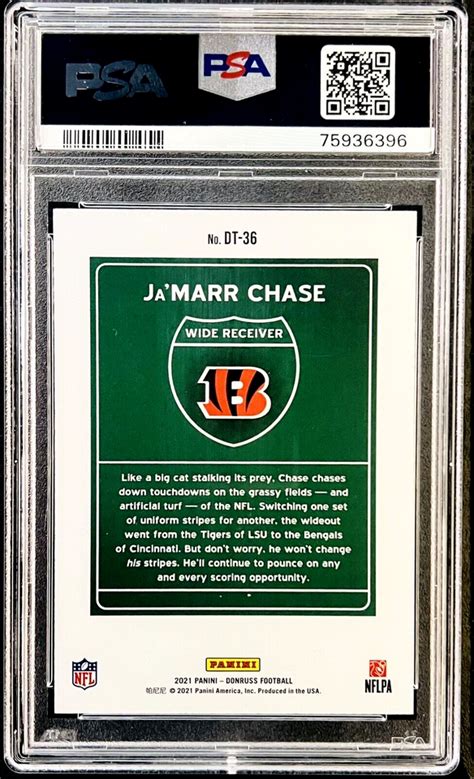 PSA
PSA
75936396
No. DT-36
JA'MARR CHASE
WIDE RECEIVER
B
Like a big cat stalking its prey, Chase chases
down touchdowns on the grassy fields — and
artificial turf — of the NFL. Switching one set
of uniform stripes for another, the wideout
went from the Tigers of LSU to the Bengals
of Cincinnati. But don't worry, he won't change
his stripes. He'll continue to pounce on any
and every scoring opportunity.
NFL
PANINI
NFLPA
2021 PANINI – DONRUSS FOOTBALL
帕尼尼 © 2021 Panini America, Inc. Produced in the USA.
PSA